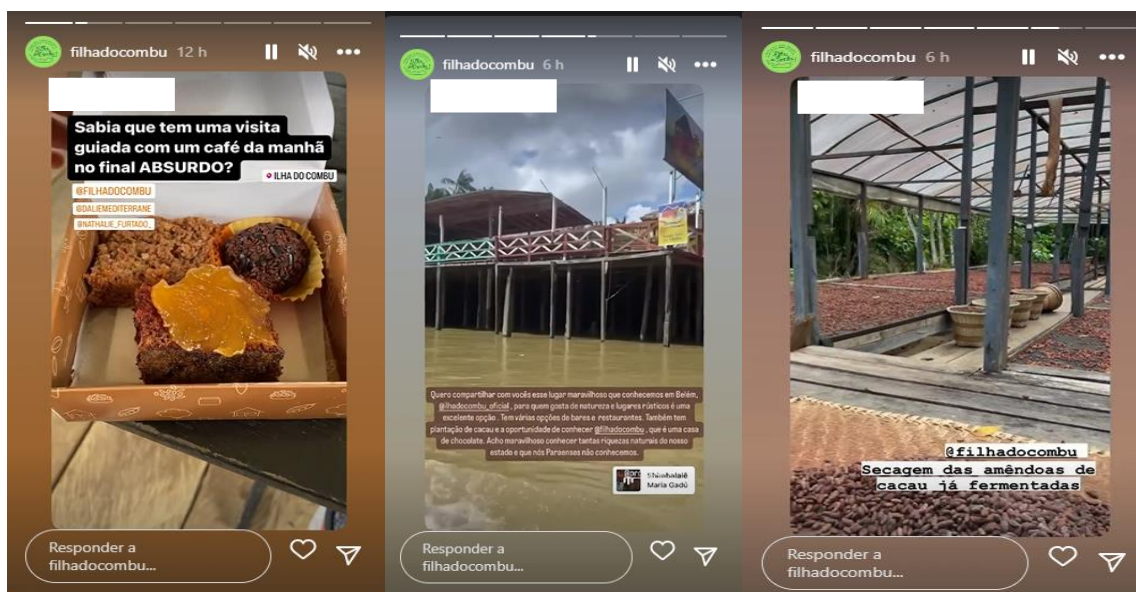 filhadocombu 12 h
Sabia que tem uma visita
guiada com um café da manhã
no final ABSURDO?
ILHA DO COMBU
@FILHADOCOMBU
@DALIEMEDITERRANE
@NATHALIE_FURTADO_
Responder a
filhadocombu...
filhadocombu 6 h
Quero compartilhar com vocês esse lugar maravilhoso que conhecemos em Belém,
@ilhadocombu_oficial , para quem gosta de natureza e lugares rústicos é uma
excelente opção . Tem várias opções de bares e restaurantes. Também tem
plantação de cacau e a oportunidade de conhecer @filhadocombu , que é uma casa
de chocolate. Acho maravilhoso conhecer tantas riquezas naturais do nosso
estado e que nós Paraenses não conhecemos.
Shimbalaiê
Maria Gadú
Responder a
filhadocombu...
filhadocombu 6 h
@filhadocombu
Secagem das amêndoas de
cacau já fermentadas
Responder a
filhadocombu...